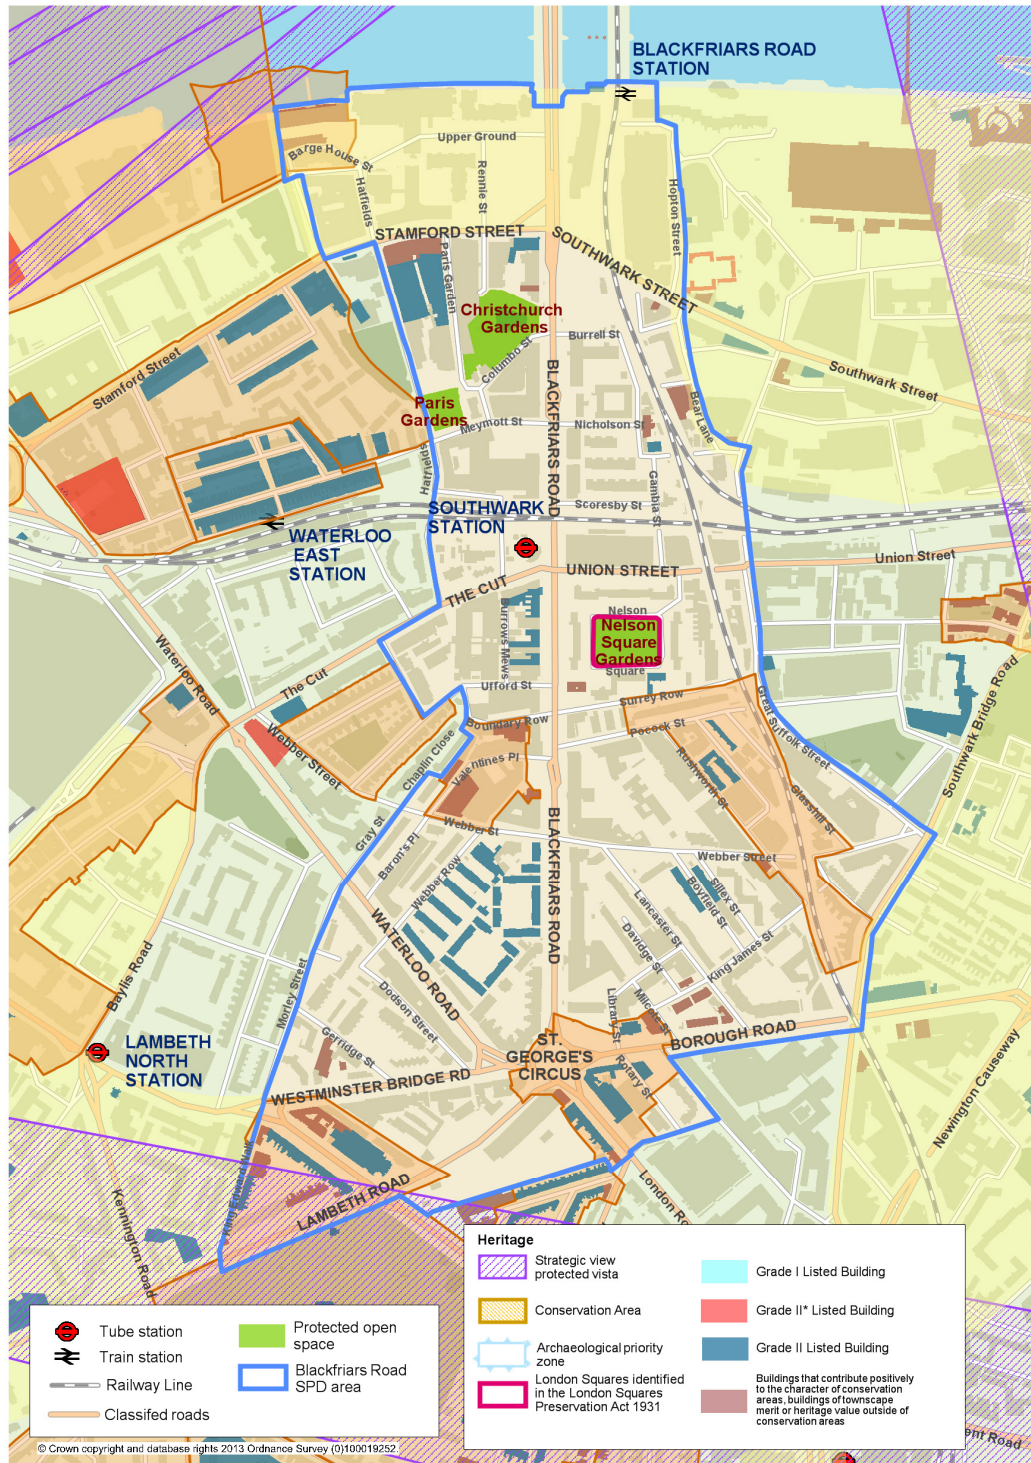 BLACKFRIARS ROAD
STATION
Upper Ground
Barge House St
Rennie St
Hatfields
Hopton Street
STAMFORD STREET
SOUTHWARK STREET
Paris Garden
Christchurch
Gardens
Burrell St
Columbo St
Stamford Street
Southwark Street
BLACKFRIARS ROAD
Paris
Gardens
Bear Lane
Meymott St
Nicholson St
Hatfields
Gambia St
SOUTHWARK
STATION
Scoresby St
WATERLOO
EAST
STATION
Union Street
UNION STREET
THE CUT
Burrows Mews
Nelson
Nelson
Square
Gardens
Square
Waterloo Road
The Cut
Ufford St
Surrey Row
Southwark Bridge Road
Great Suffolk Street
Boundary Row
Pocock St
Webber Street
Chaplin Close
Valentines Pl
Rushworth St
Glasshill St
Gray St
Webber St
BLACKFRIARS ROAD
Baron's Pl
Webber Street
Webber Row
Silex St
Boyfield St
Lancaster St
WATERLOO ROAD
Davidge St
King James St
Baylis Road
Morley Street
Dodson Street
Library St
Milcote St
Gerridge St
ST.
GEORGE'S
CIRCUS
BOROUGH ROAD
LAMBETH
NORTH
STATION
Rotary St
WESTMINSTER BRIDGE RD
Newington Causeway
King Edward Walk
LAMBETH ROAD
London Ro
Kennington Road
Heritage
Strategic view
protected vista
Conservation Area
Archaeological priority
zone
London Squares identified
in the London Squares
Preservation Act 1931
Grade I Listed Building
Grade II* Listed Building
Grade II Listed Building
Buildings that contribute positively
to the character of conservation
areas, buildings of townscape
merit or heritage value outside of
conservation areas
Tube station
Train station
Railway Line
Classifed roads
Protected open
space
Blackfriars Road
SPD area
ent Road
© Crown copyright and database rights 2013 Ordnance Survey (0)100019252.